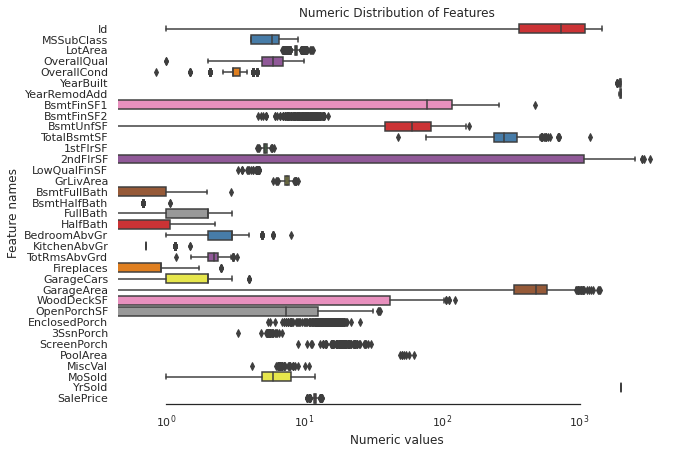 Numeric Distribution of Features
Id
MSSubClass
LotArea
OverallQual
OverallCond
YearBuilt
YearRemodAdd
BsmtFinSF1
BsmtFinSF2
BsmtUnfSF
TotalBsmtSF
1stFlrSF
2ndFlrSF
LowQualFinSF
GrLivArea
BsmtFullBath
BsmtHalfBath
FullBath
HalfBath
BedroomAbvGr
KitchenAbvGr
TotRmsAbvGrd
Fireplaces
GarageCars
GarageArea
WoodDeckSF
OpenPorchSF
EnclosedPorch
3SsnPorch
ScreenPorch
PoolArea
MiscVal
MoSold
YrSold
SalePrice
Feature names
10⁰ 10¹ 10² 10³
Numeric values